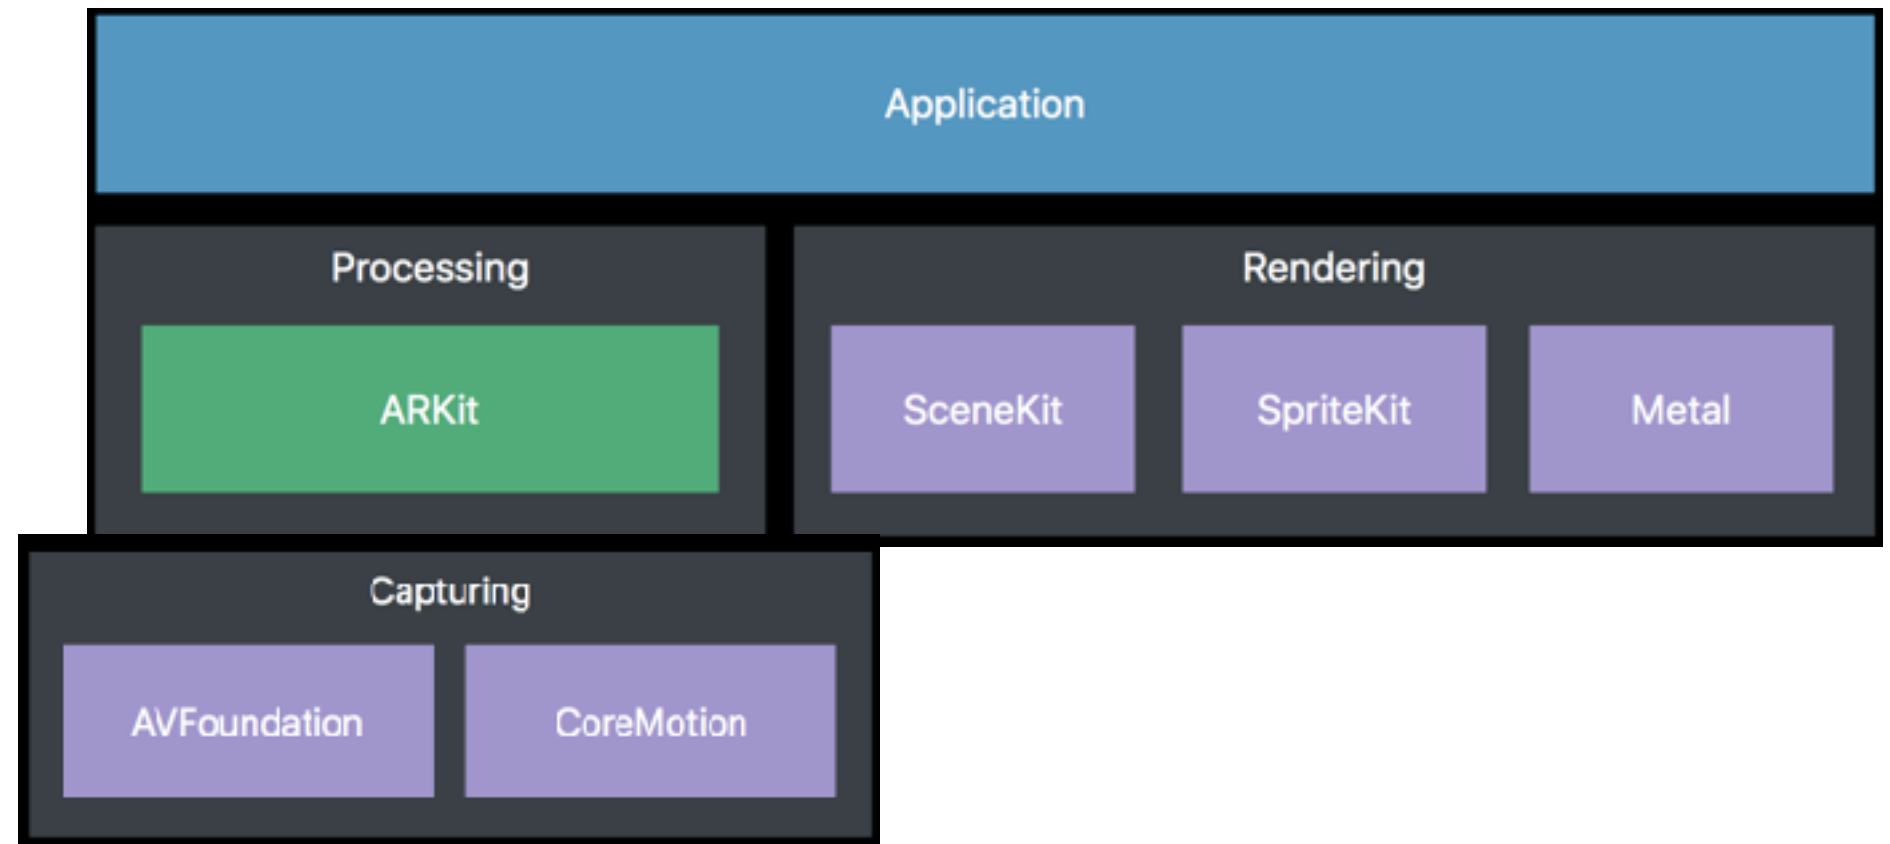 Application
Processing
Rendering
ARKit
SceneKit
SpriteKit
Metal
Capturing
AVFoundation
CoreMotion